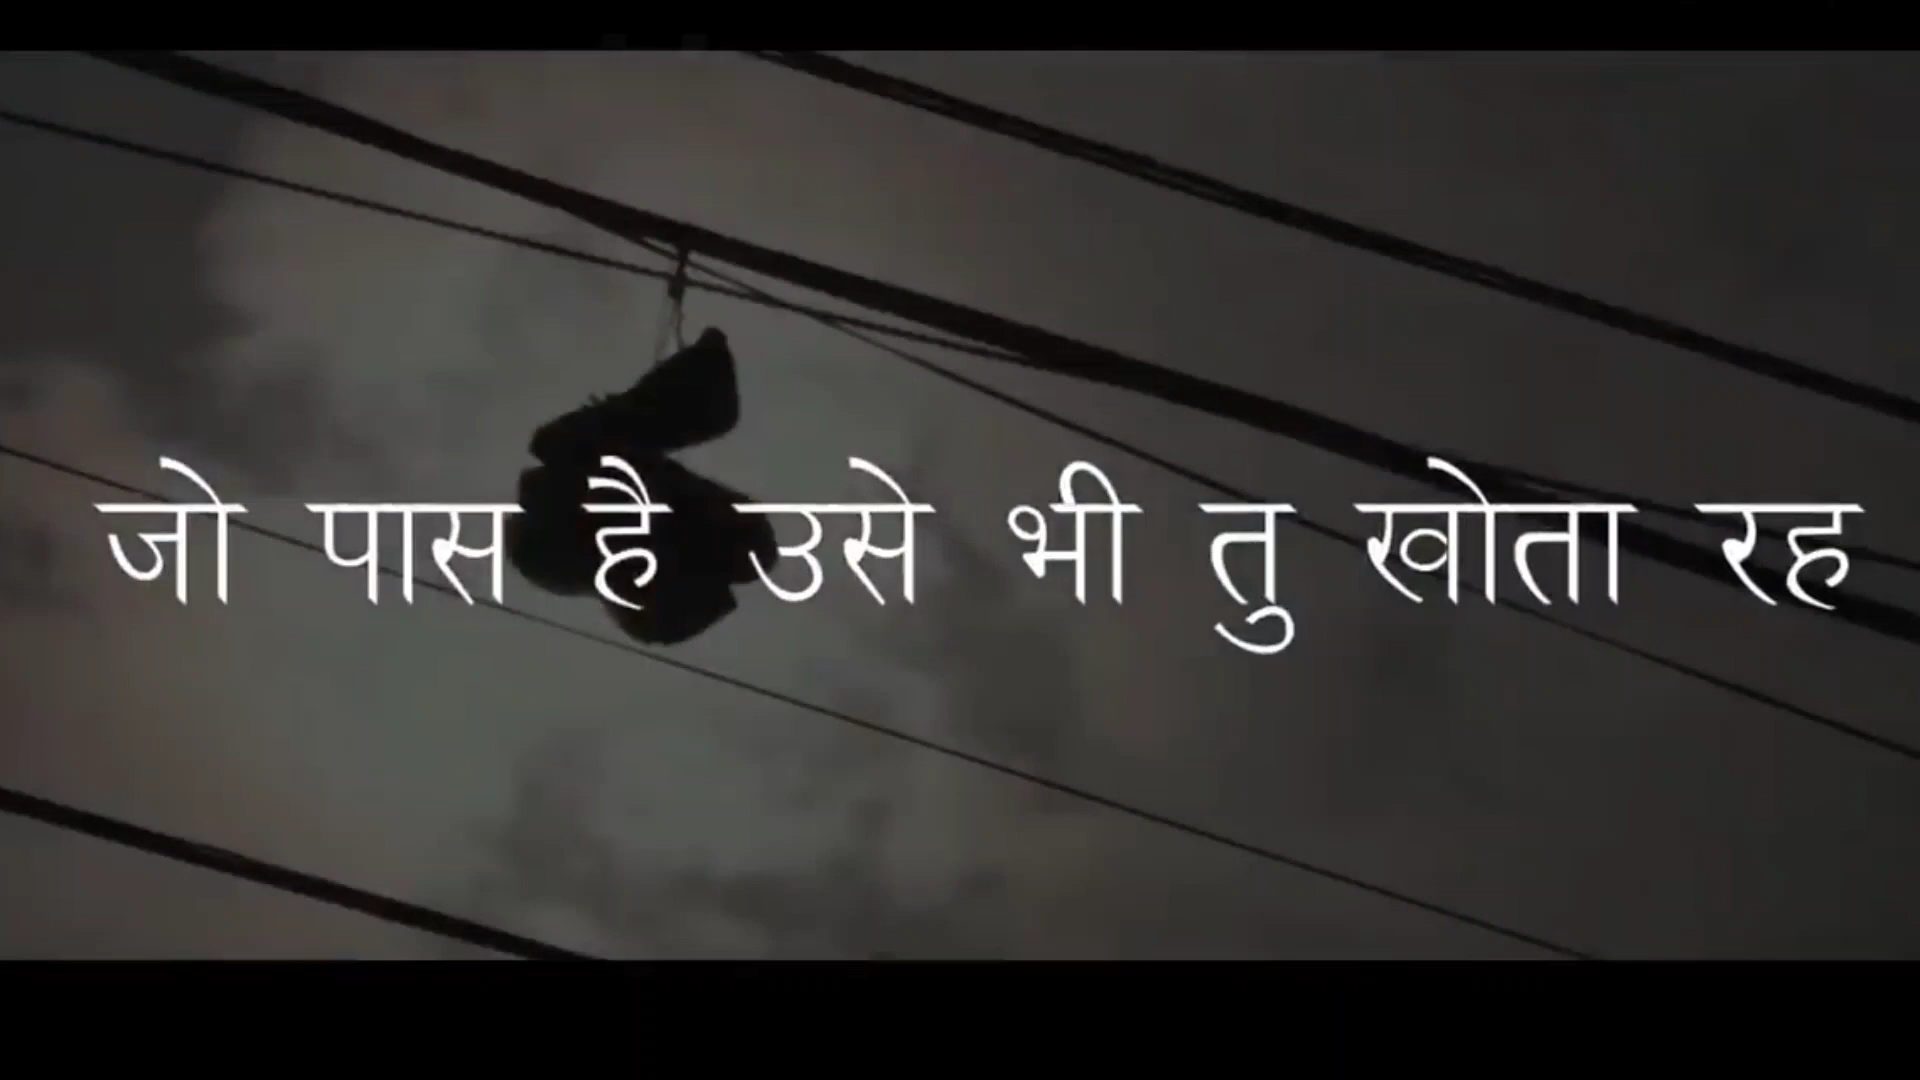 जो पास है उसे भी तु खोता रह